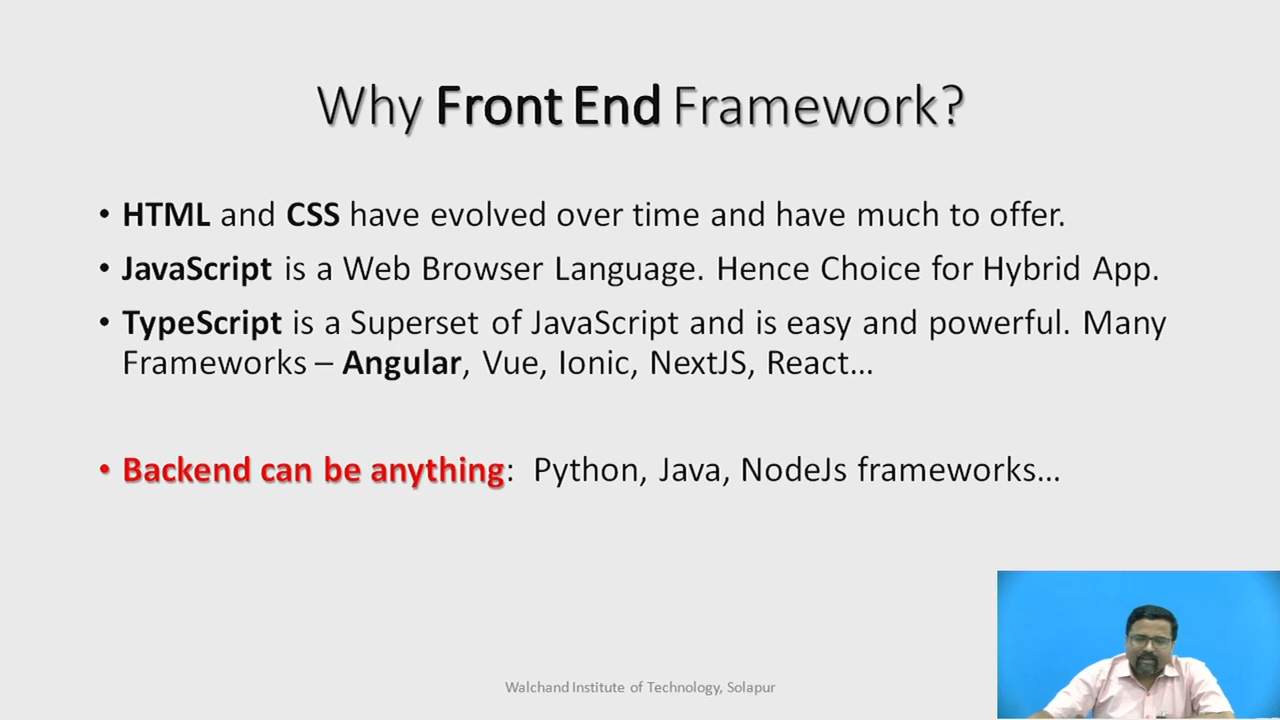 Why Front End Framework?
• HTML and CSS have evolved over time and have much to offer.
• JavaScript is a Web Browser Language. Hence Choice for Hybrid App.
• TypeScript is a Superset of JavaScript and is easy and powerful. Many
Frameworks – Angular, Vue, Ionic, NextJS, React...
• Backend can be anything: Python, Java, NodeJs frameworks...
Walchand Institute of Technology, Solapur